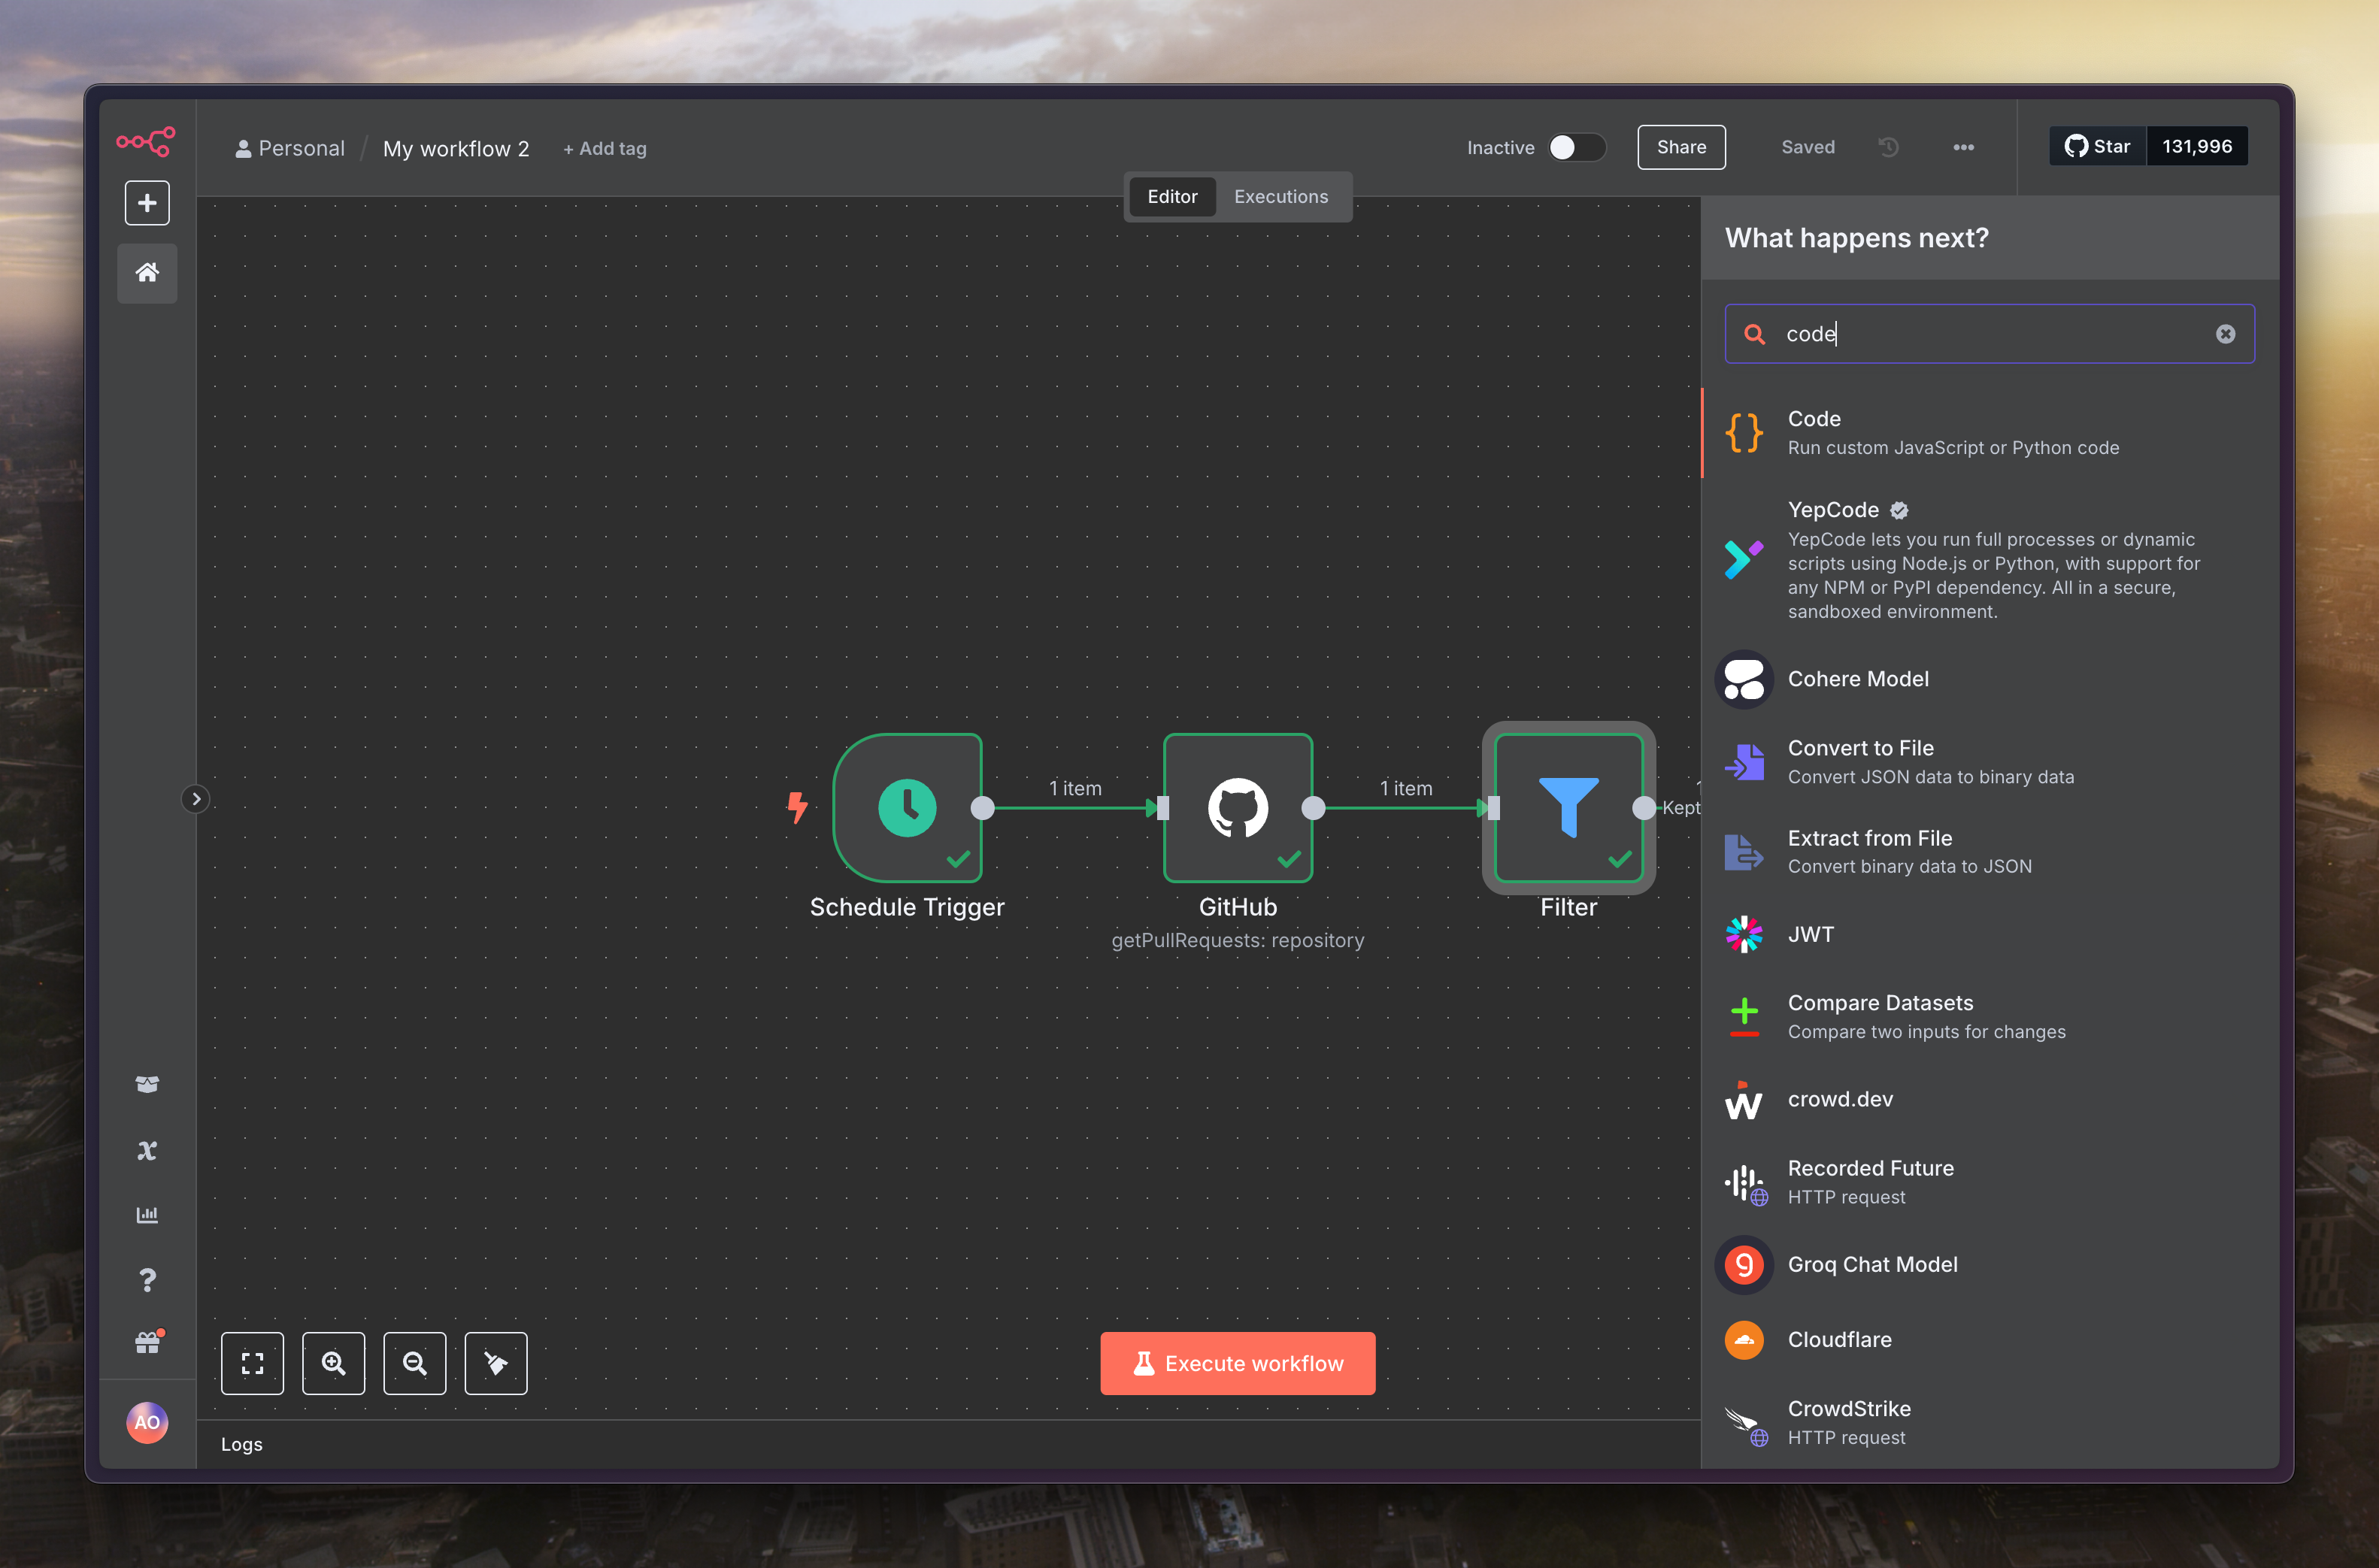 Personal / My workflow 2 + Add tag
Inactive
Share
Saved
Star 131,996
Editor Executions
What happens next?
code
Code
Run custom JavaScript or Python code
YepCode
YepCode lets you run full processes or dynamic
scripts using Node.js or Python, with support for
any NPM or PyPI dependency. All in a secure,
sandboxed environment.
Cohere Model
Convert to File
Convert JSON data to binary data
Extract from File
Convert binary data to JSON
JWT
Compare Datasets
Compare two inputs for changes
crowd.dev
Recorded Future
HTTP request
Groq Chat Model
Cloudflare
CrowdStrike
HTTP request
1 item
1 item
Kept
Schedule Trigger
GitHub
getPullRequests: repository
Filter
Execute workflow
AO
Logs